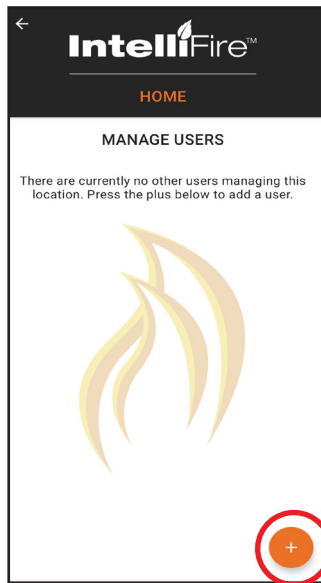 IntelliFire™
HOME
MANAGE USERS
There are currently no other users managing this
location. Press the plus below to add a user.
+